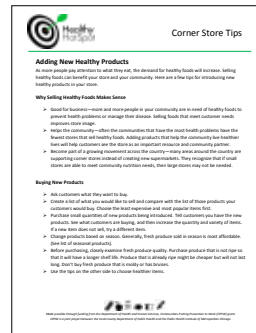 Healthy
HotSpot
Corner Store Tips
Adding New Healthy Products
As more people pay attention to what they eat, the demand for healthy foods will increase. Selling
healthy foods can benefit your store and your community. Here are a few tips for introducing new
healthy products in your store.
Why Selling Healthy Foods Makes Sense
➢ Good for business—more and more people in your community are in need of healthy foods to
prevent health problems or manage their disease. Selling foods that meet customer needs
improves store image.
➢ Helps the community—often the communities that have the most health problems have the
fewest stores that sell healthy foods. Adding products that help the community live healthier
lives will help customers see the store as an important resource and community partner.
➢ Become part of a growing movement across the country—many areas around the country are
supporting corner stores instead of creating new supermarkets. They recognize that if small
stores are able to meet community nutrition needs, then large stores may not be needed.
Buying New Products
➢ Ask customers what they want to buy.
➢ Create a list of what you would like to sell and compare with the list of those products your
customers would buy. Choose the least expensive and most popular items first.
➢ Purchase small quantities of new products being introduced. Tell customers you have the new
products. See what customers are buying, and then increase the quantity and variety of items.
If a new item does not sell, try a different item.
➢ Change products based on season. Generally, fresh produce sold in season is most affordable.
(See list of seasonal products).
➢ Before purchasing, closely examine fresh produce quality. Purchase produce that is not ripe so
that it will have a longer shelf life. Produce that is already ripe might be cheaper but will not last
long. Don't buy fresh produce that is moldy or has bruises.
➢ Use the tips on the other side to choose healthier items.